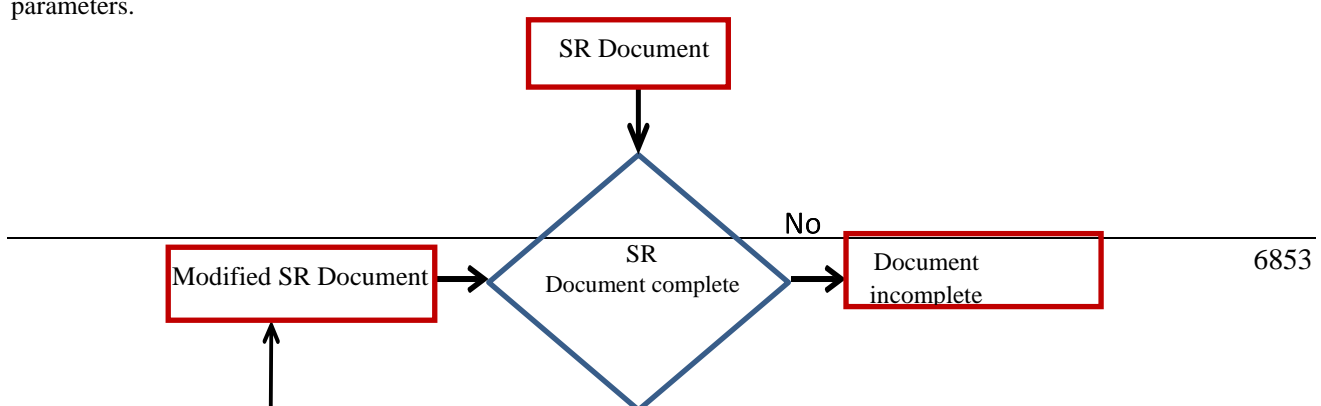 parameters.
SR Document
No
SR
Document complete
Modified SR Document
Document
incomplete
6853